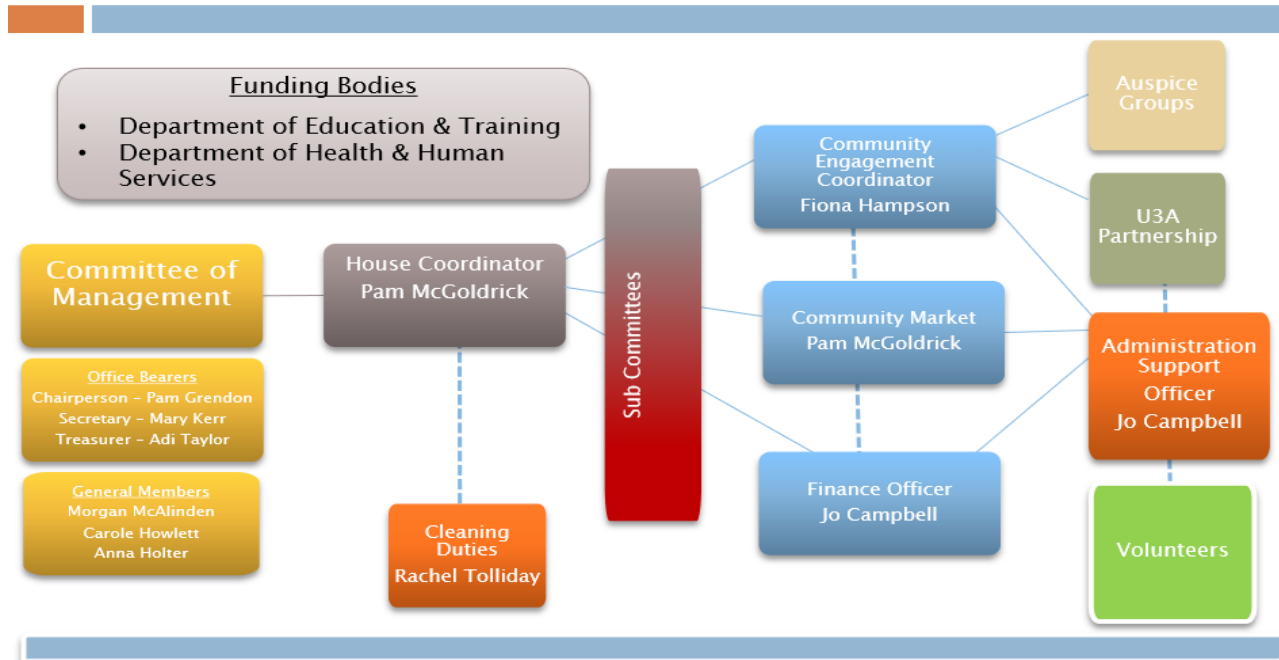 Funding Bodies
• Department of Education & Training
• Department of Health & Human
Services
Committee of
Management
Office Bearers
Chairperson – Pam Grendon
Secretary – Mary Kerr
Treasurer – Adi Taylor
General Members
Morgan McAlinden
Carole Howlett
Anna Holter
House Coordinator
Pam McGoldrick
Cleaning
Duties
Rachel Tolliday
Sub Committees
Community
Engagement
Coordinator
Fiona Hampson
Community Market
Pam McGoldrick
Finance Officer
Jo Campbell
Auspice
Groups
U3A
Partnership
Administration
Support
Officer
Jo Campbell
Volunteers